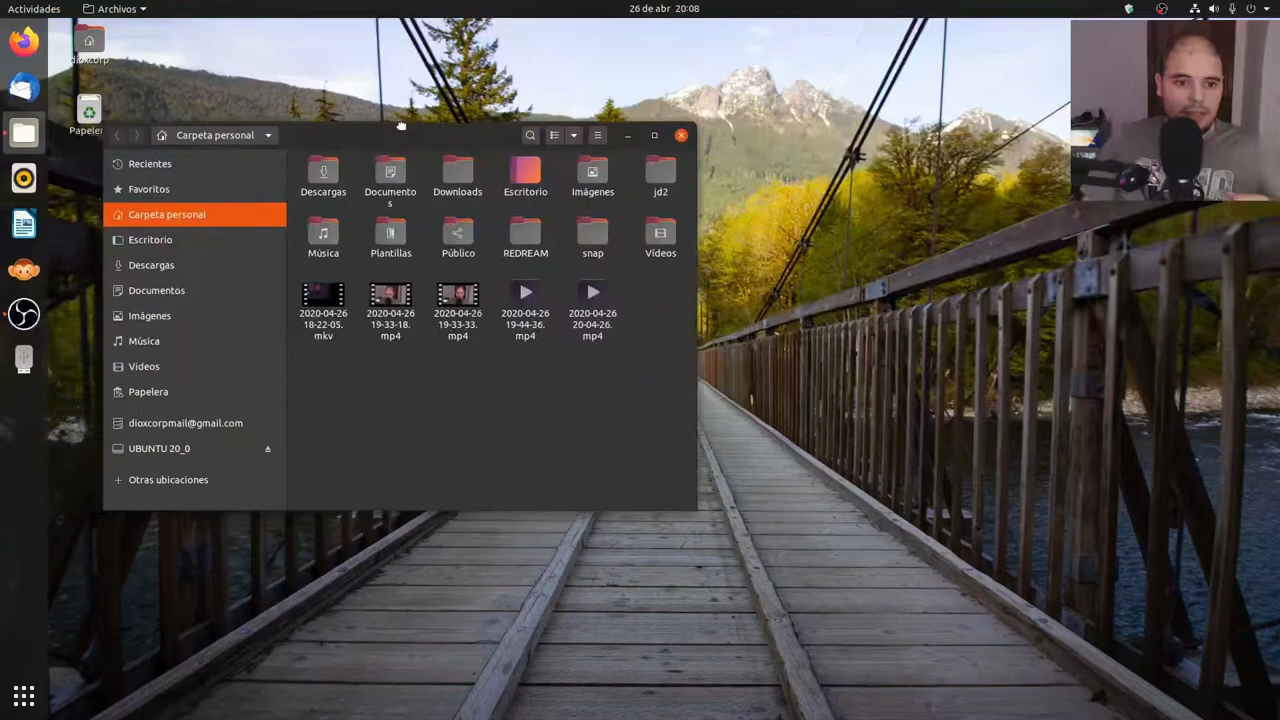 Actividades
Archivos
26 de abr 20:08
dioxcorp
Papeler
Carpeta personal
Recientes
Favoritos
Carpeta personal
Escritorio
Descargas
Documentos
Imágenes
Música
Vídeos
Papelera
dioxcorpmail@gmail.com
UBUNTU 20_0
Otras ubicaciones
Descargas
Documento
s
Downloads
Escritorio
Imágenes
jd2
Música
Plantillas
Público
REDREAM
snap
Vídeos
2020-04-26
18-22-05.
mkv
2020-04-26
19-33-18.
mp4
2020-04-26
19-33-33.
mp4
2020-04-26
19-44-36.
mp4
2020-04-26
20-04-26.
mp4